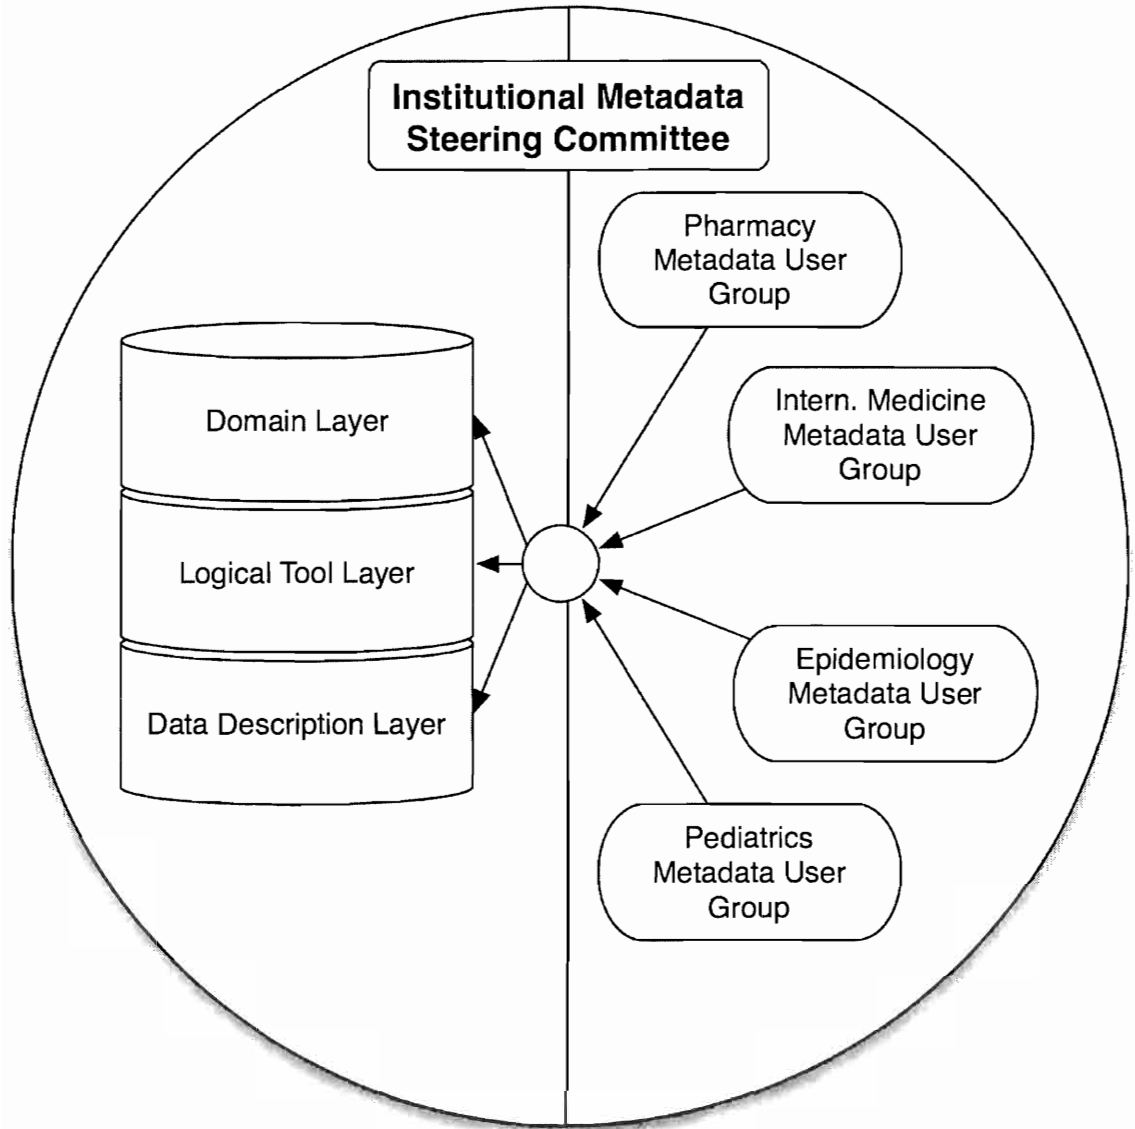 Institutional Metadata
Steering Committee
Pharmacy
Metadata User
Group
Intern. Medicine
Metadata User
Group
Domain Layer
Logical Tool Layer
Data Description Layer
Epidemiology
Metadata User
Group
Pediatrics
Metadata User
Group